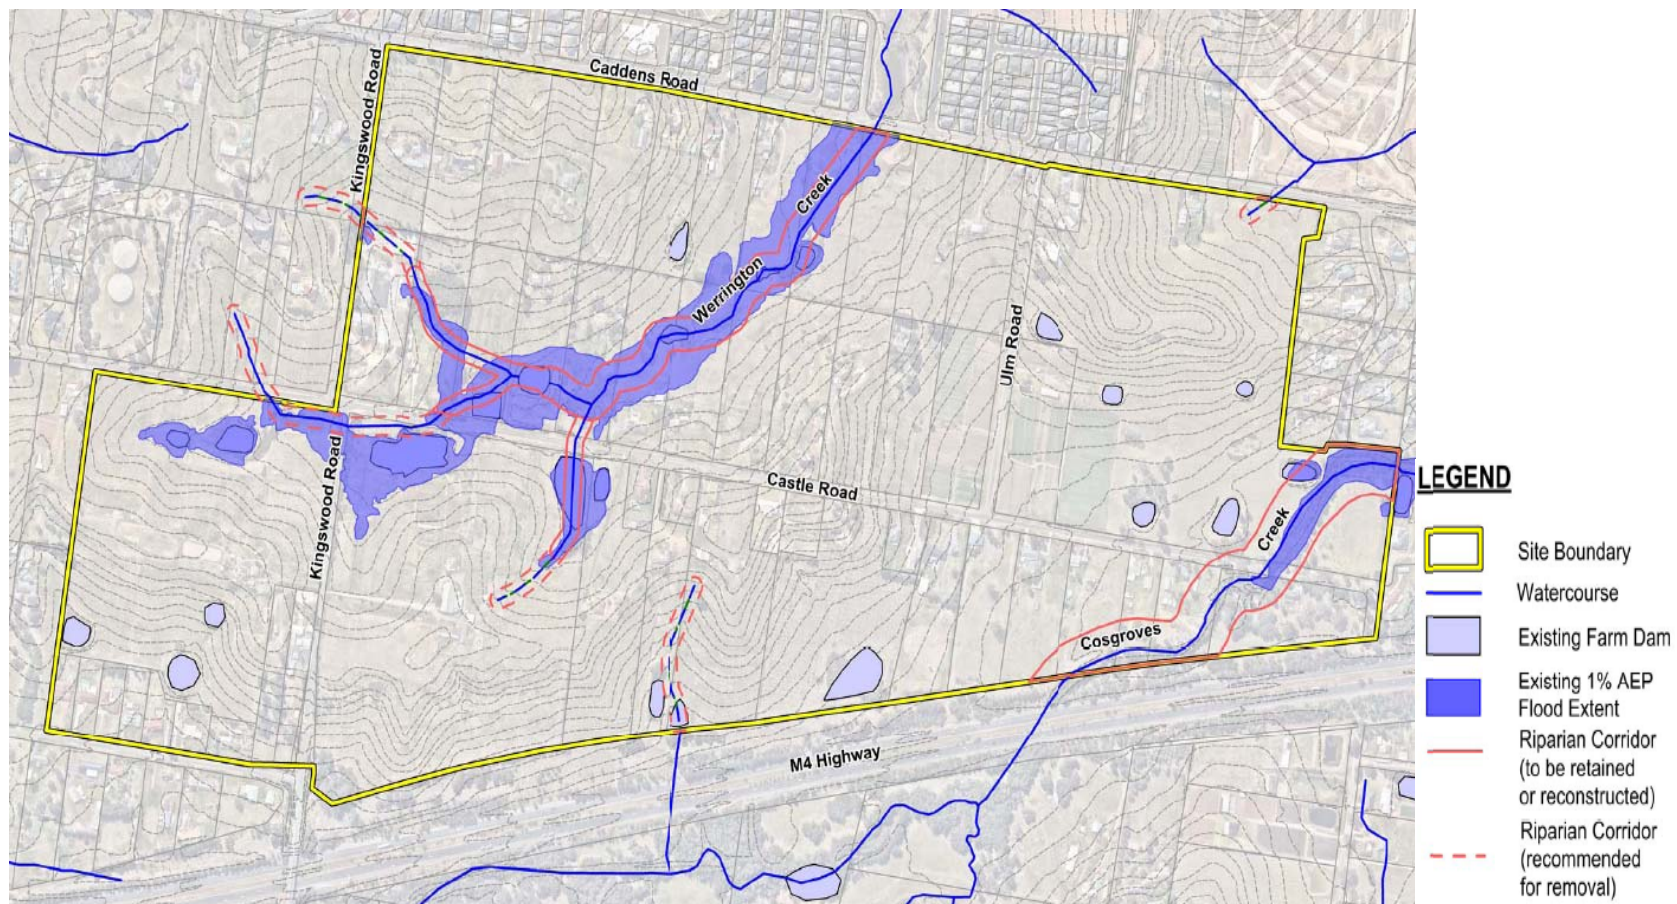 Caddens Road
Kingswood Road
Creek
Werrington
Ulm Road
Kingswood Road
Castle Road
Creek
Cosgroves
M4 Highway
LEGEND
Site Boundary
Watercourse
Existing Farm Dam
Existing 1% AEP
Flood Extent
Riparian Corridor
(to be retained
or reconstructed)
Riparian Corridor
(recommended
for removal)